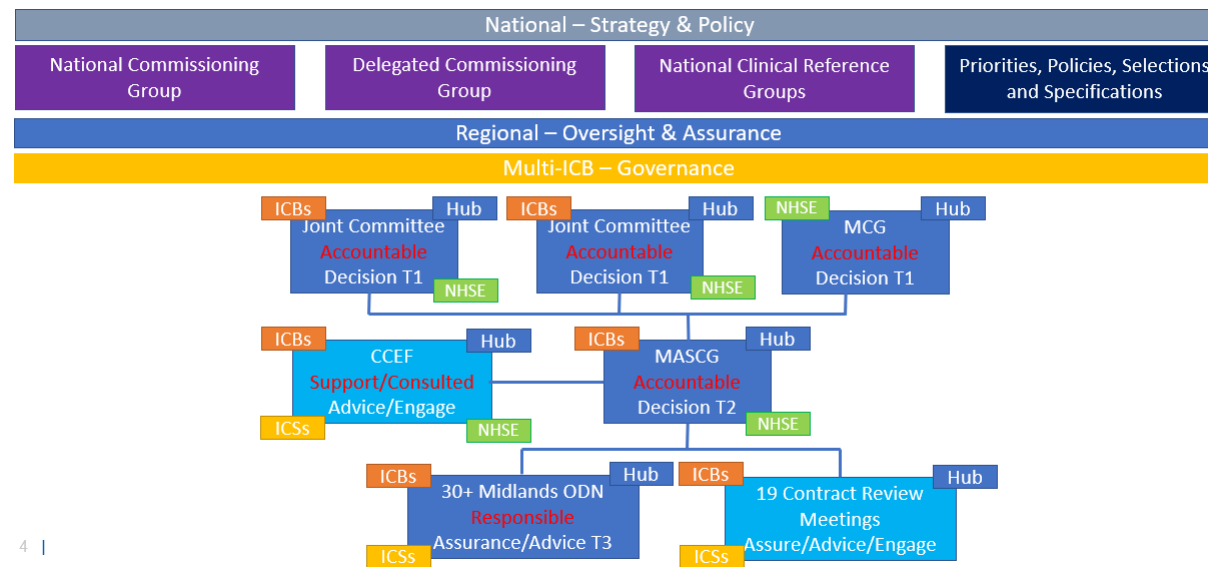 National – Strategy & Policy
National Commissioning
Group
Delegated Commissioning
Group
National Clinical Reference
Groups
Priorities, Policies, Selections
and Specifications
Regional – Oversight & Assurance
Multi-ICB – Governance
ICBs
Hub
Joint Committee
Accountable
Decision T1
NHSE
ICBs
Hub
Joint Committee
Accountable
Decision T1
NHSE
NHSE
Hub
MCG
Accountable
Decision T1
ICBs
Hub
CCEF
Support/Consulted
Advice/Engage
ICSs
NHSE
ICBs
Hub
MASCG
Accountable
Decision T2
NHSE
ICBs
Hub
30+ Midlands ODN
Responsible
Assurance/Advice T3
ICSs
ICBs
Hub
19 Contract Review
Meetings
Assure/Advice/Engage
ICSs
4 |